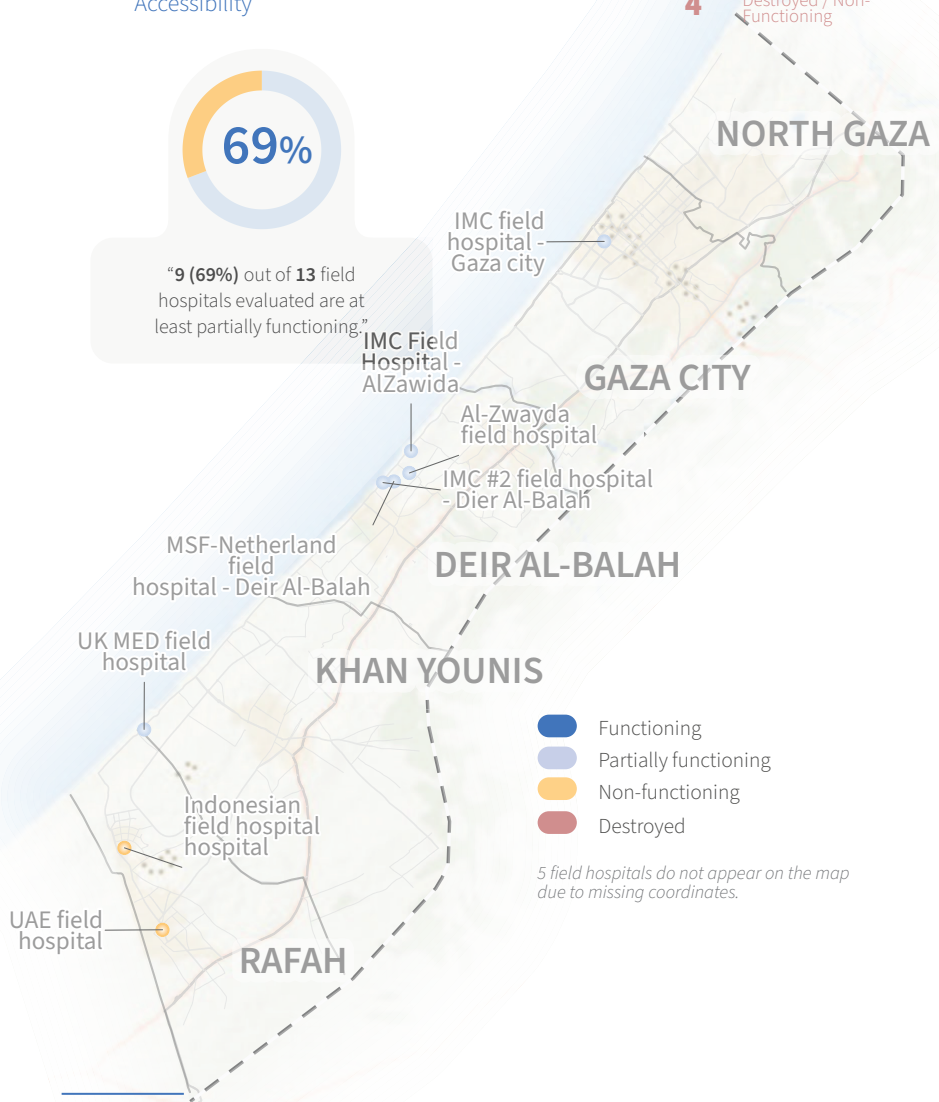 Accessibility
4
Destroyed / Non-
Functioning
69%
NORTH GAZA
IMC field
hospital -
Gaza city
“9 (69%) out of 13 field
hospitals evaluated are at
least partially functioning.”
IMC Field
Hospital -
AlZawida
GAZA CITY
Al-Zwayda
field hospital
IMC #2 field hospital
- Dier Al-Balah
MSF-Netherland
field
hospital - Deir Al-Balah
DEIR AL-BALAH
UK MED field
hospital
KHAN YOUNIS
Functioning
Partially functioning
Non-functioning
Destroyed
Indonesian
field hospital
hospital
5 field hospitals do not appear on the map
due to missing coordinates.
UAE field
hospital
RAFAH